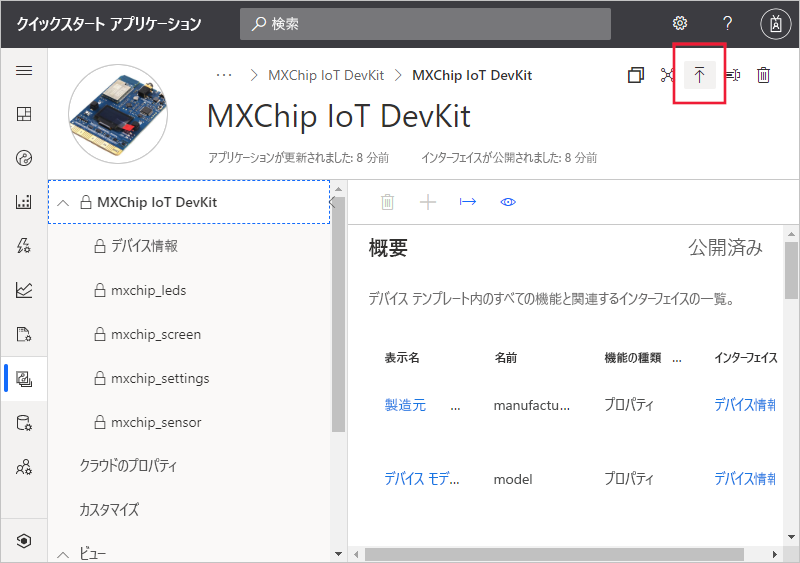 クイックスタート アプリケーション
検索
?
… > MXChip IoT DevKit > MXChip IoT DevKit
MXChip IoT DevKit
アプリケーションが更新されました: 8 分前 インターフェイスが公開されました: 8 分前
MXChip IoT DevKit
デバイス情報
mxchip_leds
mxchip_screen
mxchip_settings
mxchip_sensor
クラウドのプロパティ
カスタマイズ
ビュー
概要 公開済み
デバイス テンプレート内のすべての機能と関連するインターフェイスの一覧。
表示名 名前 機能の種類 … インターフェイス
製造元 … manufactu… プロパティ デバイス情報
デバイス モデ… model プロパティ デバイス情報